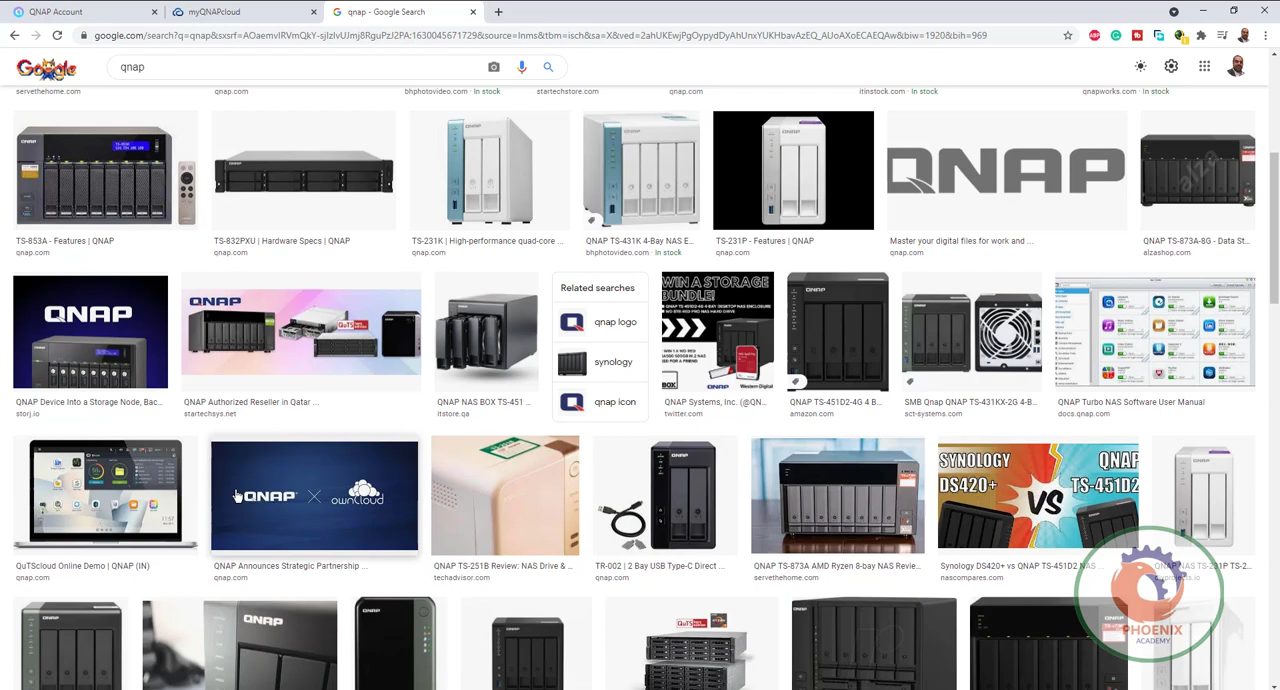 QNAP Account
myQNAPcloud
qnap - Google Search
google.com/search?q=qnap&sxsrf=
&source=lnms&tbm=isch&sa=X&ved=
&biw=1920&bih=969
Google
qnap
servethehome.com
qnap.com
bhphotovideo.com · In stock
startechstore.com
qnap.com
itinstock.com · In stock
qnapworks.com · In stock
QNAP
TS-853A - Features | QNAP
qnap.com
TS-832PXU | Hardware Specs | QNAP
qnap.com
TS-231K | High-performance quad-core ...
qnap.com
QNAP TS-431K 4-Bay NAS E...
bhphotovideo.com · In stock
TS-231P - Features | QNAP
qnap.com
Master your digital files for work and ...
qnap.com
QNAP TS-873A-8G - Data St...
alzashop.com
QNAP
QNAP
Related searches
qnap logo
synology
qnap icon
WIN A STORAGE
BUNDLE!
QNAP Device Into a Storage Node, Bac...
storj.io
QNAP Authorized Reseller in Qatar ...
startechsys.net
QNAP NAS BOX TS-451 ...
itstore.qa
QNAP Systems, Inc. (@QN...
twitter.com
QNAP TS-451D2-4G 4 B...
amazon.com
SMB Qnap QNAP TS-431KX-2G 4-B...
sct-systems.com
QNAP Turbo NAS Software User Manual
docs.qnap.com
QNAP
ownCloud
SYNOLOGY
DS420+
VS
QNAP
TS-451D2
QuTScloud Online Demo | QNAP (IN)
qnap.com
QNAP Announces Strategic Partnership ...
qnap.com
QNAP TS-251B Review: NAS Drive & ...
techadvisor.com
TR-002 | 2 Bay USB Type-C Direct ...
qnap.com
QNAP TS-873A AMD Ryzen 8-bay NAS Revie...
servethehome.com
Synology DS420+ vs QNAP TS-451D2 NAS ...
nascompares.com
PHOENIX
ACADEMY